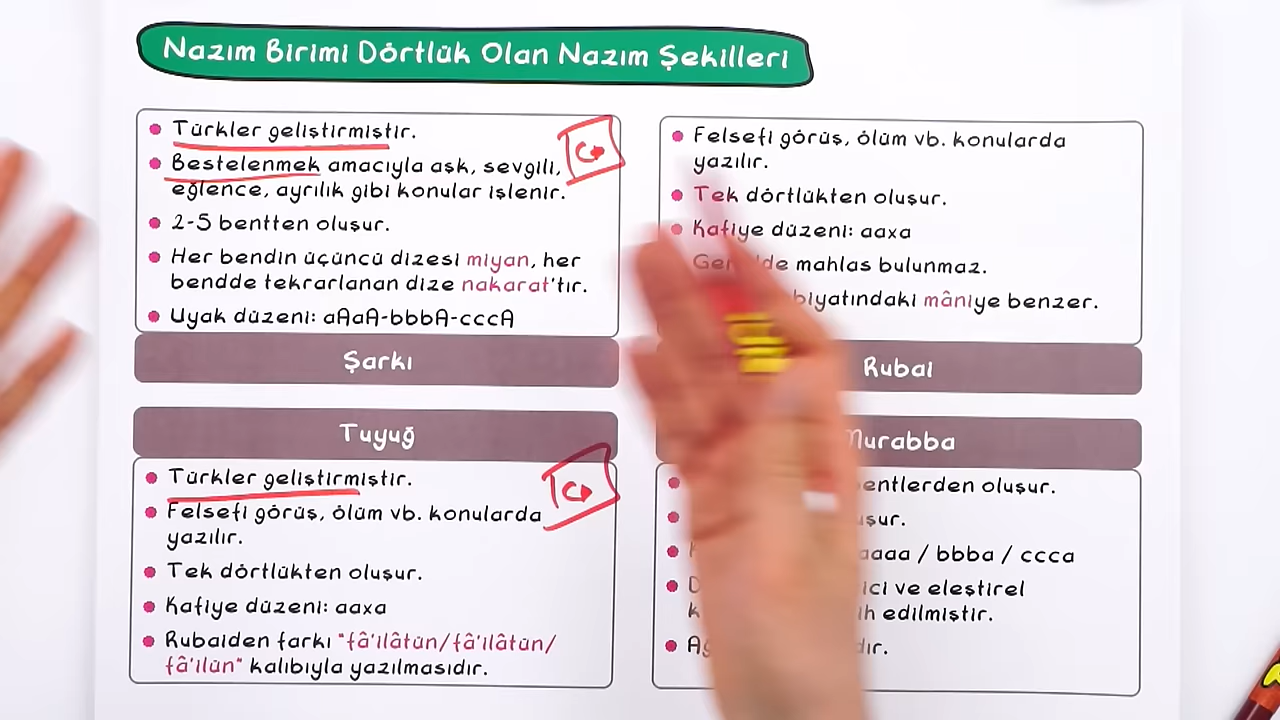 Nazım Birimi Dörtlük Olan Nazım Şekilleri
Türkler geliştirmiştir.
Bestelenmek amacıyla aşk, sevgili,
eğlence, ayrılık gibi konular işlenir.
2-5 bentten oluşur.
Her bendin üçüncü dizesi miyan, her
bendde tekrarlanan dize nakarat'tır.
Uyak düzeni: aAaA-bbbA-cccA
Şarkı
Felsefi görüş, ölüm vb. konularda
yazılır.
Tek dörtlükten oluşur.
Kafiye düzeni: aaxa
mahlas bulunmaz.
mâniye benzer.
Rubai
Tuyuğ
Türkler geliştirmiştir.
Felsefi görüş, ölüm vb. konularda
yazılır.
Tek dörtlükten oluşur.
Kafiye düzeni: aaxa
Rubaiden farkı "fâ'ilâtün/fâ'ilâtün/
fâ'ilün" kalıbıyla yazılmasıdır.
Murabba
bentlerden oluşur.
aaaa / bbba / ccca
ve eleştirel
edilmiştir.